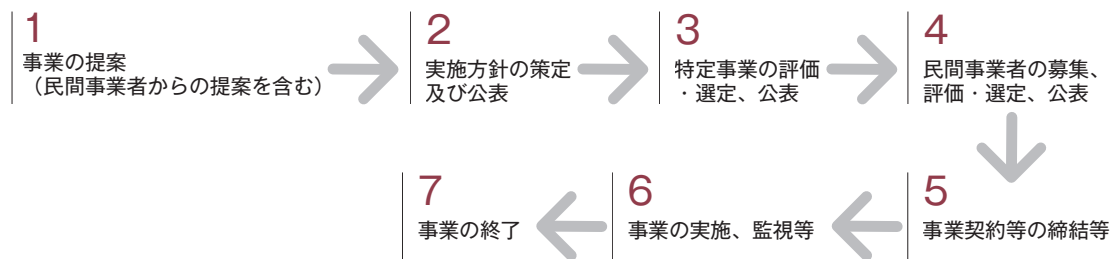 1
事業の提案
（民間事業者からの提案を含む）
2
実施方針の策定
及び公表
3
特定事業の評価
・選定、公表
4
民間事業者の募集、
評価・選定、公表
5
事業契約等の締結等
6
事業の実施、監視等
7
事業の終了